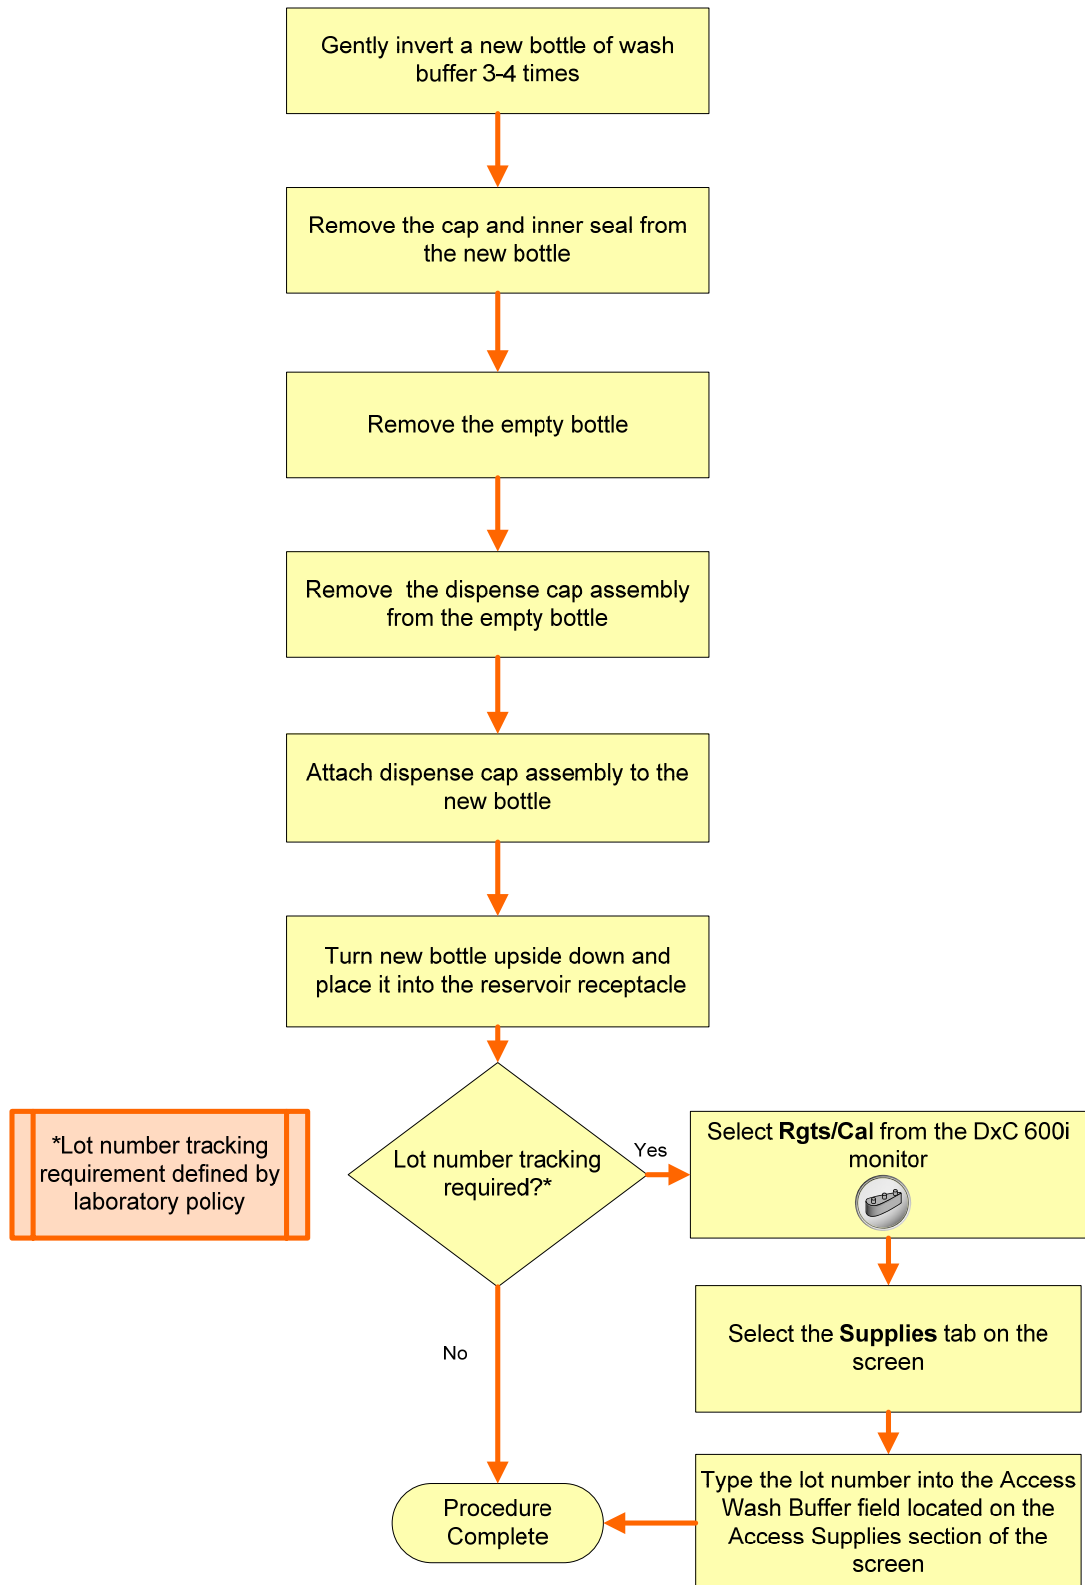 Gently invert a new bottle of wash
buffer 3-4 times
Remove the cap and inner seal from
the new bottle
Remove the empty bottle
Remove the dispense cap assembly
from the empty bottle
Attach dispense cap assembly to the
new bottle
Turn new bottle upside down and
place it into the reservoir receptacle
*Lot number tracking
requirement defined by
laboratory policy
Lot number tracking
required?*
Yes
Select Rgts/Cal from the DxC 600i
monitor
Select the Supplies tab on the
screen
No
Type the lot number into the Access
Wash Buffer field located on the
Access Supplies section of the
screen
Procedure
Complete